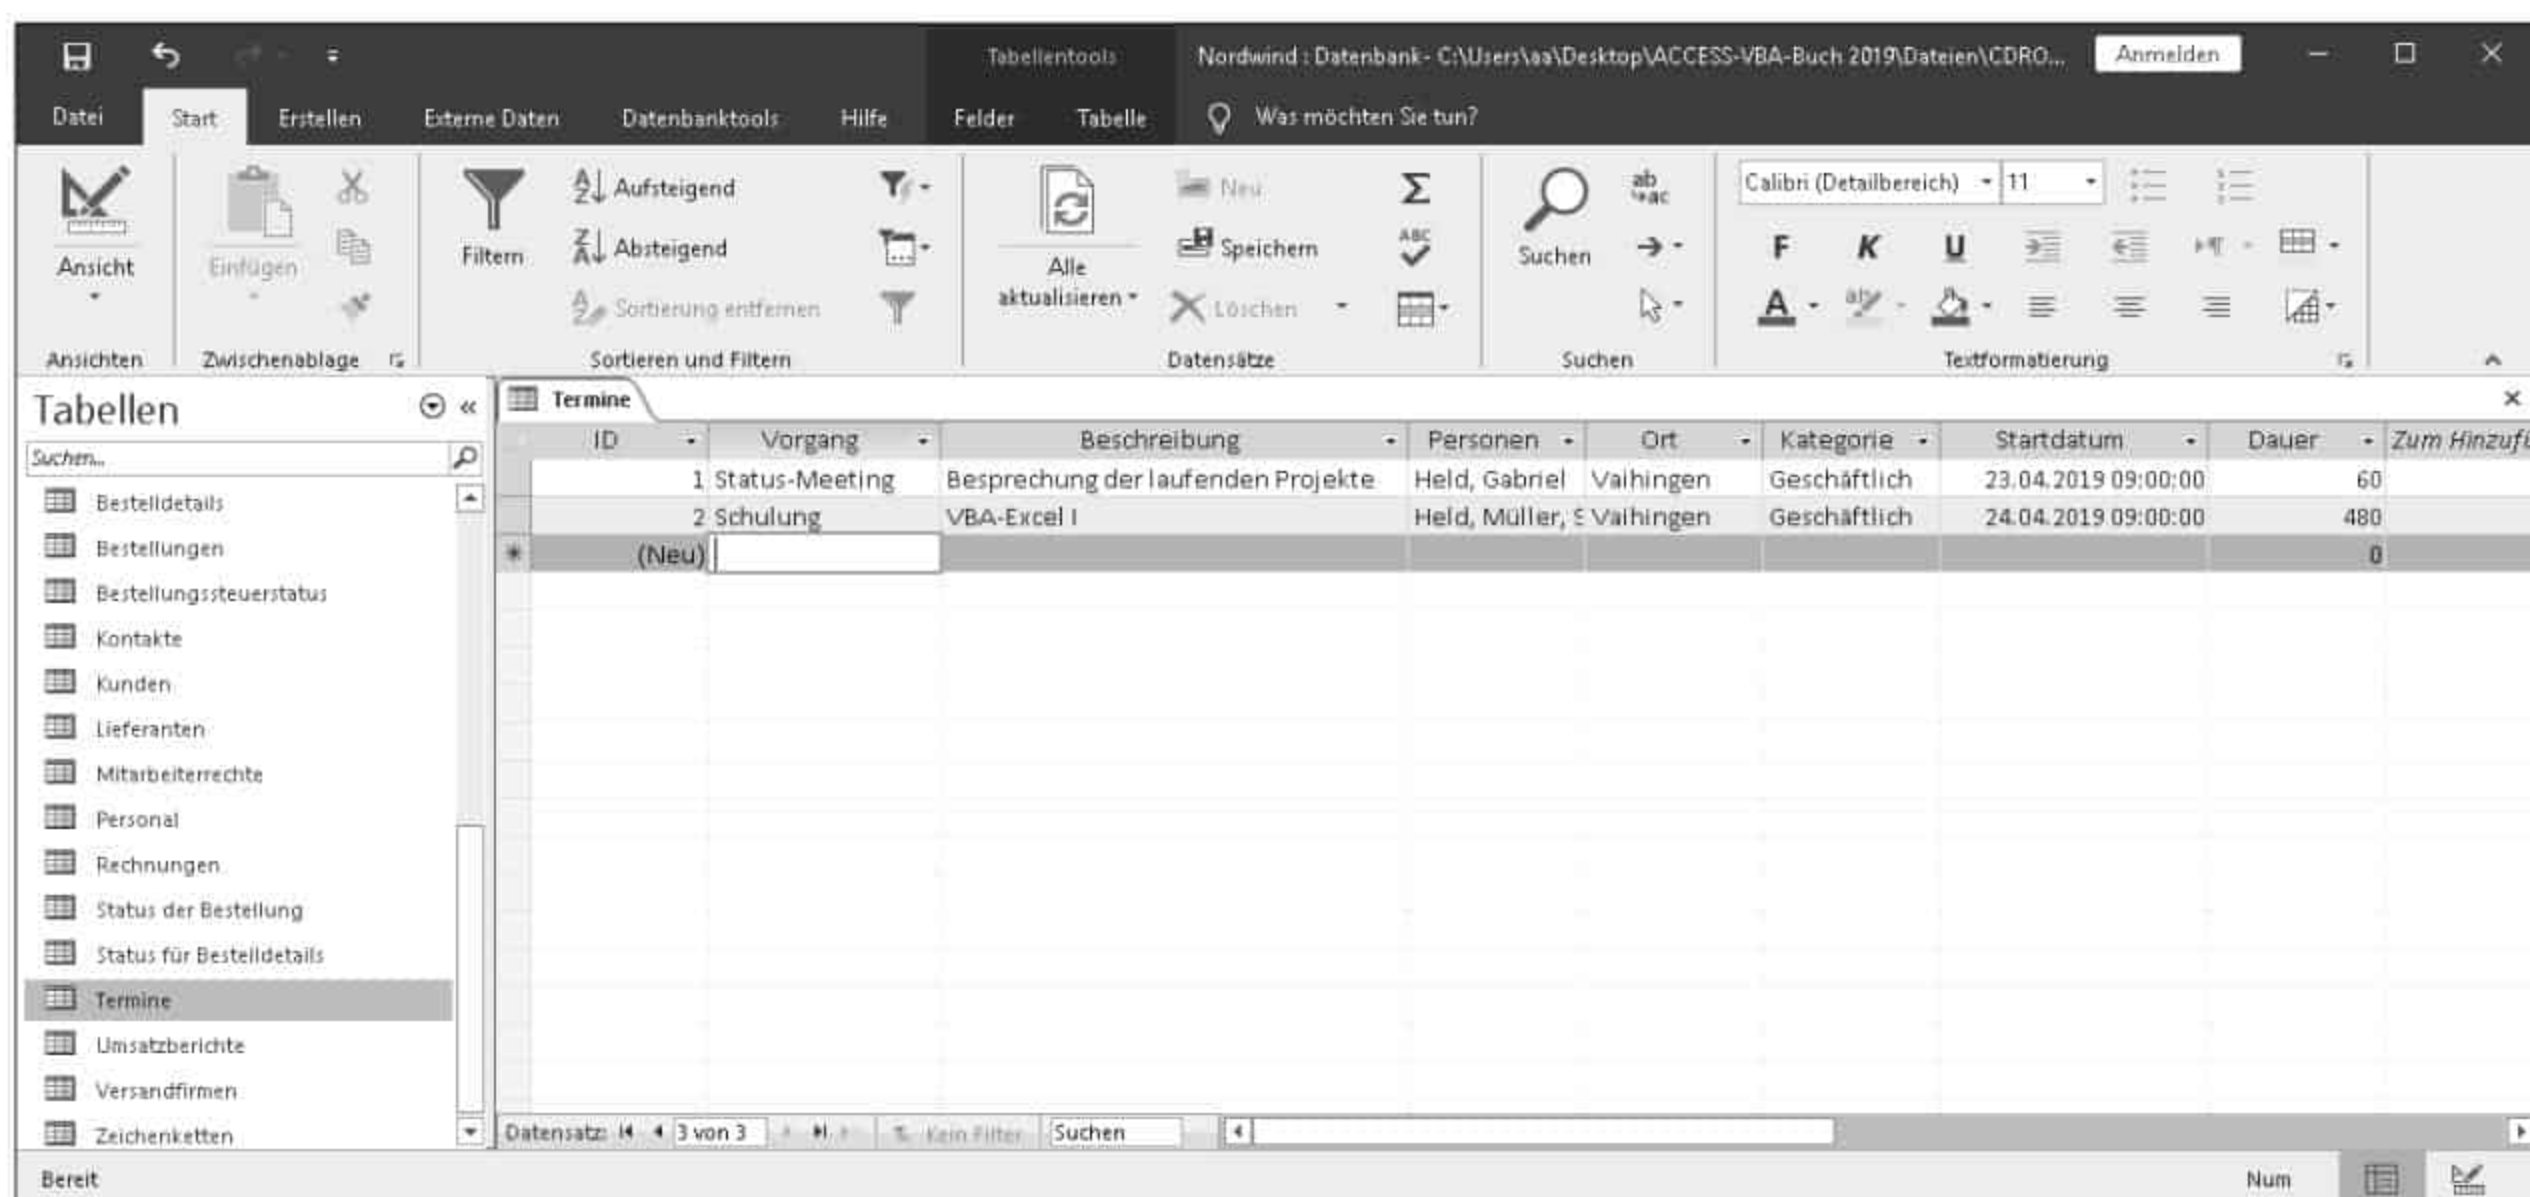 Tabellentools Nordwind : Datenbank- C:\Users\aa\Desktop\ACCESS-VBA-Buch 2019\Dateien\CDRO... Anmelden
Datei Start Erstellen Externe Daten Datenbanktools Hilfe Felder Tabelle Was möchten Sie tun?
Aufsteigend Neu Calibri (Detailbereich) 11
Ansicht Einfügen Filtern Absteigend Alle aktualisieren Speichern Suchen F K U
Sortierung entfernen Löschen
Ansichten Zwischenablage Sortieren und Filtern Datensätze Suchen Textformatierung
Tabellen
Suchen...
Bestelldetails
Bestellungen
Bestellungssteuerstatus
Kontakte
Kunden
Lieferanten
Mitarbeiterrechte
Personal
Rechnungen
Status der Bestellung
Status für Bestelldetails
Termine
Umsatzberichte
Versandfirmen
Zeichenketten
Termine
ID Vorgang Beschreibung Personen Ort Kategorie Startdatum Dauer Zum Hinzufü
1 Status-Meeting Besprechung der laufenden Projekte Held, Gabriel Vaihingen Geschäftlich 23.04.2019 09:00:00 60
2 Schulung VBA-Excel I Held, Müller, S Vaihingen Geschäftlich 24.04.2019 09:00:00 480
(Neu) 0
Datensatz: 3 von 3 Kein Filter Suchen
Bereit Num